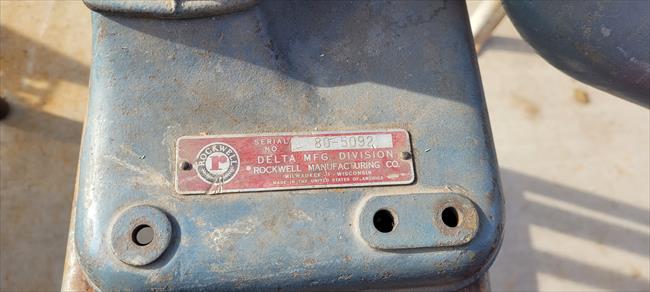 ROCKWELL
r
SERIAL
NO. 80-5092
DELTA MFG. DIVISION
ROCKWELL MANUFACTURING CO.
MILWAUKEE 1, WISCONSIN
MADE IN THE UNITED STATES OF AMERICA